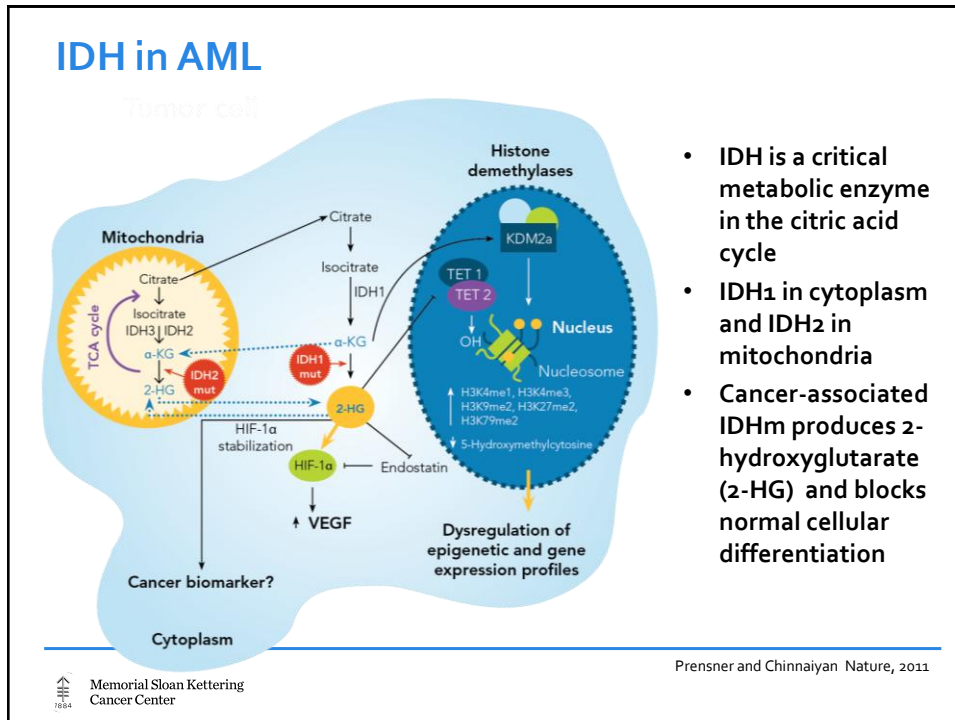 IDH in AML
Tumor cell
Histone
demethylases
Citrate
Mitochondria
KDM2a
Isocitrate
TET 1
Citrate
IDH1
TET 2
Isocitrate
IDH3 IDH2
TCA cycle
Nucleus
α-KG
α-KG
OH
IDH1
mut
Nucleosome
IDH2
mut
2-HG
2-HG
H3K4me1, H3K4me3,
H3K9me2, H3K27me2,
H3K79me2
HIF-1α
stabilization
5-Hydroxymethylcytosine
HIF-1α
Endostatin
VEGF
Dysregulation of
epigenetic and gene
expression profiles
Cancer biomarker?
Cytoplasm
• IDH is a critical
metabolic enzyme
in the citric acid
cycle
• IDH1 in cytoplasm
and IDH2 in
mitochondria
• Cancer-associated
IDHm produces 2-
hydroxyglutarate
(2-HG) and blocks
normal cellular
differentiation
Prensner and Chinnaiyan Nature, 2011
1884
Memorial Sloan Kettering
Cancer Center